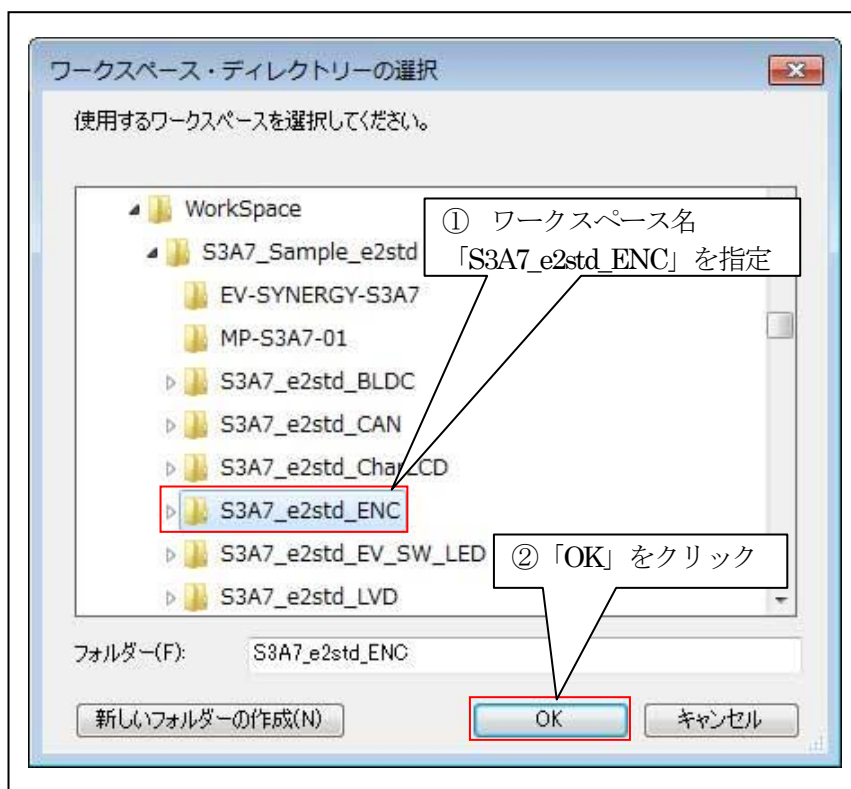 ワークスペース・ディレクトリーの選択
使用するワークスペースを選択してください。
WorkSpace
① ワークスペース名
「S3A7_e2std_ENC」を指定
S3A7_Sample_e2std
EV-SYNERGY-S3A7
MP-S3A7-01
S3A7_e2std_BLDC
S3A7_e2std_CAN
S3A7_e2std_CharLCD
S3A7_e2std_ENC
S3A7_e2std_EV_SW_LED
②「OK」をクリック
S3A7_e2std_LVD
フォルダー(F): S3A7_e2std_ENC
新しいフォルダーの作成(N) OK キャンセル